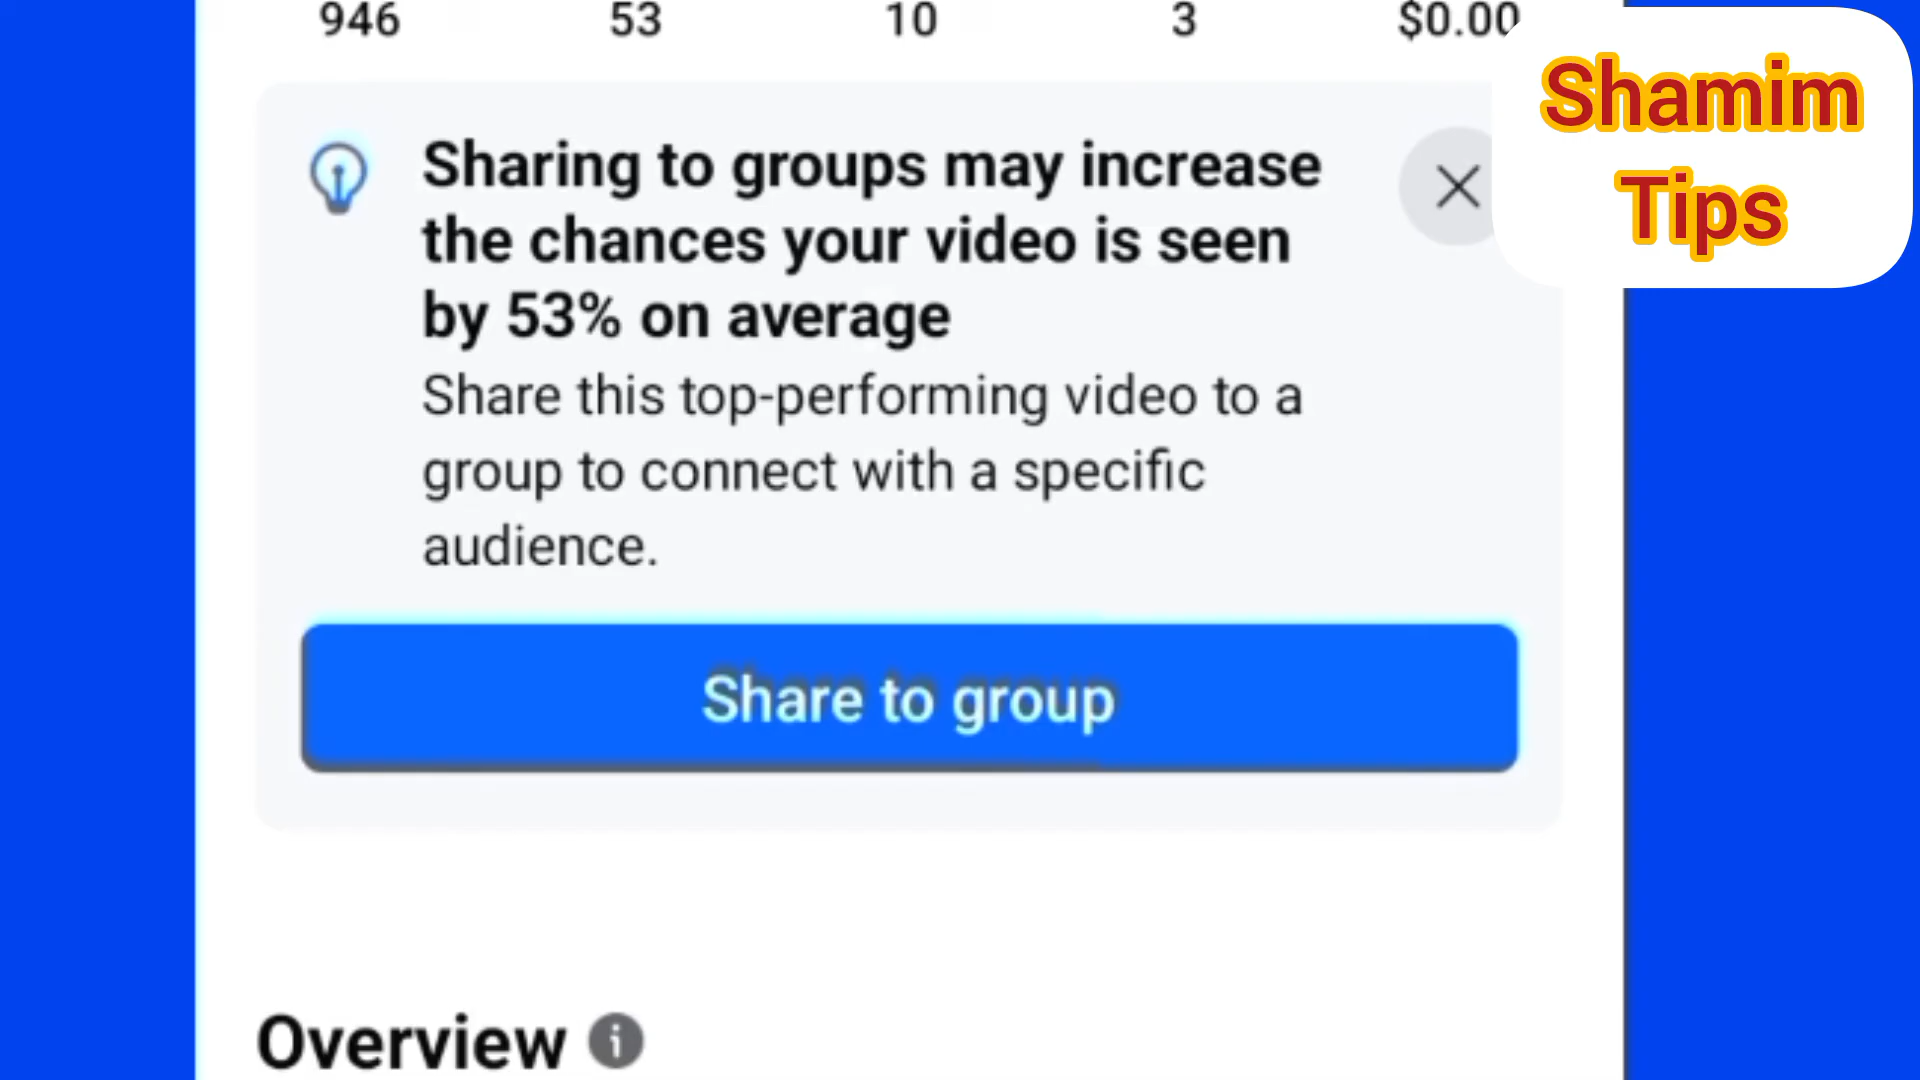 946 53 10 3 $0.00
Shamim
Tips
Sharing to groups may increase
the chances your video is seen
by 53% on average
Share this top-performing video to a
group to connect with a specific
audience.
Share to group
Overview